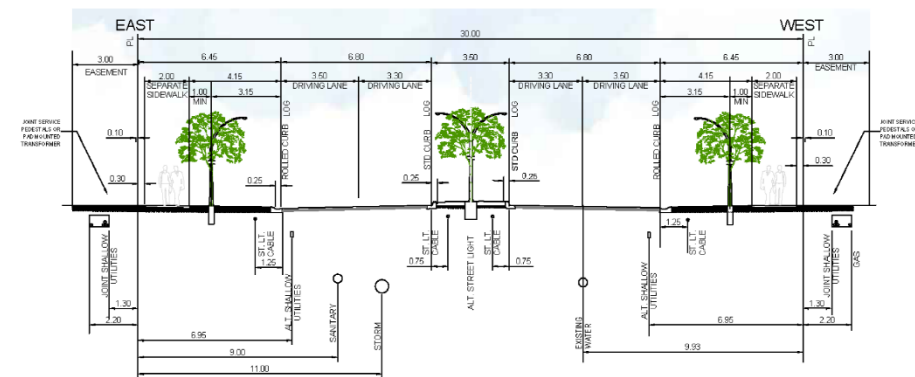 EAST
WEST
PL
PL
30.00
3.00
6.45
6.80
3.50
6.80
6.45
3.00
EASEMENT
EASEMENT
2.00
4.15
3.50
3.30
3.30
3.50
4.15
2.00
SEPARATE
SIDEWALK
DRIVING LANE
DRIVING LANE
DRIVING LANE
DRIVING LANE
SEPARATE
SIDEWALK
1.00
MIN
3.15
3.15
1.00
MIN
ROLLED CURB LOG
STD CURB LOG
STD CURB LOG
ROLLED CURB LOG
JOINT SERVICE
PEDESTALS OR
PAD MOUNTED
TRANSFORMER
JOINT SERVICE
PEDESTALS OR
PAD MOUNTED
TRANSFORMER
0.10
0.10
0.30
0.30
0.25
0.25
0.25
JOINT SHALLOW
UTILITIES
ST. LT.
CABLE
1.25
ALT. SHALLOW
UTILITIES
SANITARY
STORM
ST. LT.
CABLE
0.75
ALT. STREET LIGHT
ST. LT.
CABLE
0.75
EXISTING
WATER
ALT. SHALLOW
UTILITIES
1.25
ST. LT.
CABLE
JOINT SHALLOW
UTILITIES
GAS
1.30
1.30
2.20
2.20
6.95
6.95
9.00
9.93
11.00